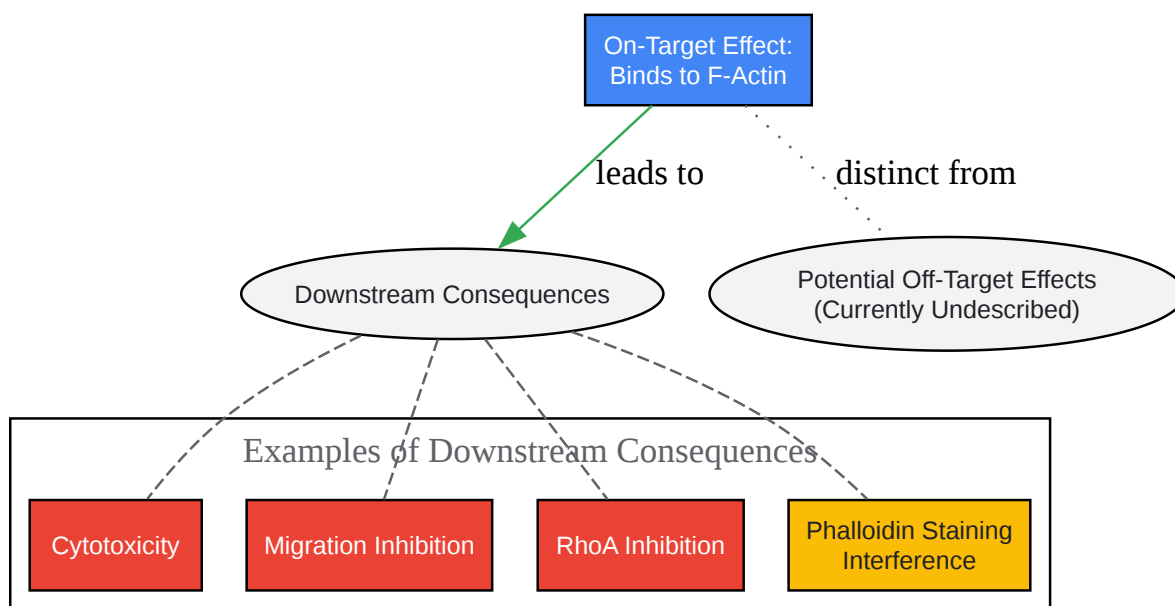 On-Target Effect:
Binds to F-Actin
leads to
distinct from
Downstream Consequences
Potential Off-Target Effects
(Currently Undescribed)
Examples of Downstream Consequences
Cytotoxicity
Migration Inhibition
RhoA Inhibition
Phalloidin Staining
Interference